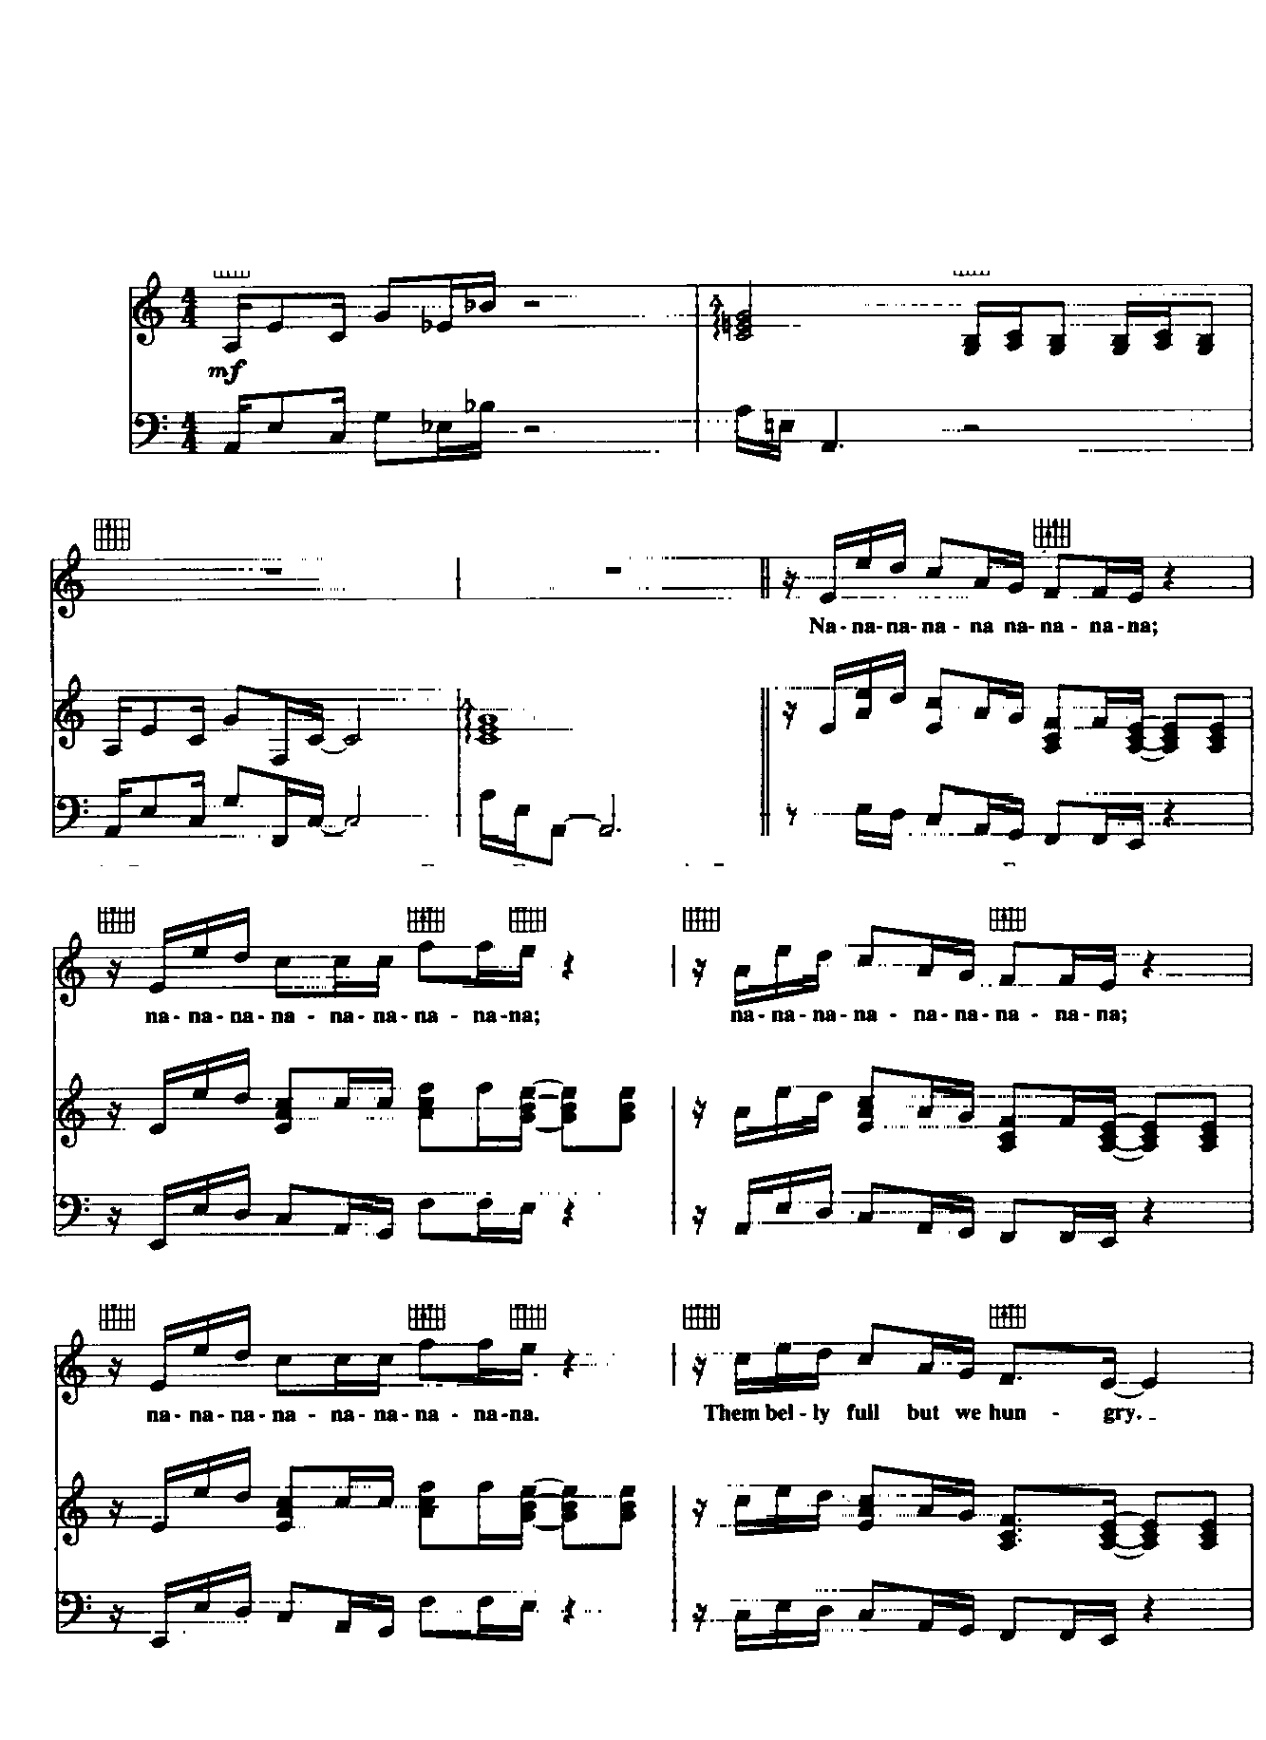 4 4
mf
4 4
Na - na - na - na - na na - na - na - na;
na - na - na - na - na - na - na - na - na;
na - na - na - na - na - na - na - na - na;
na - na - na - na - na - na - na - na - na.
Them bel - ly full but we hun - gry.